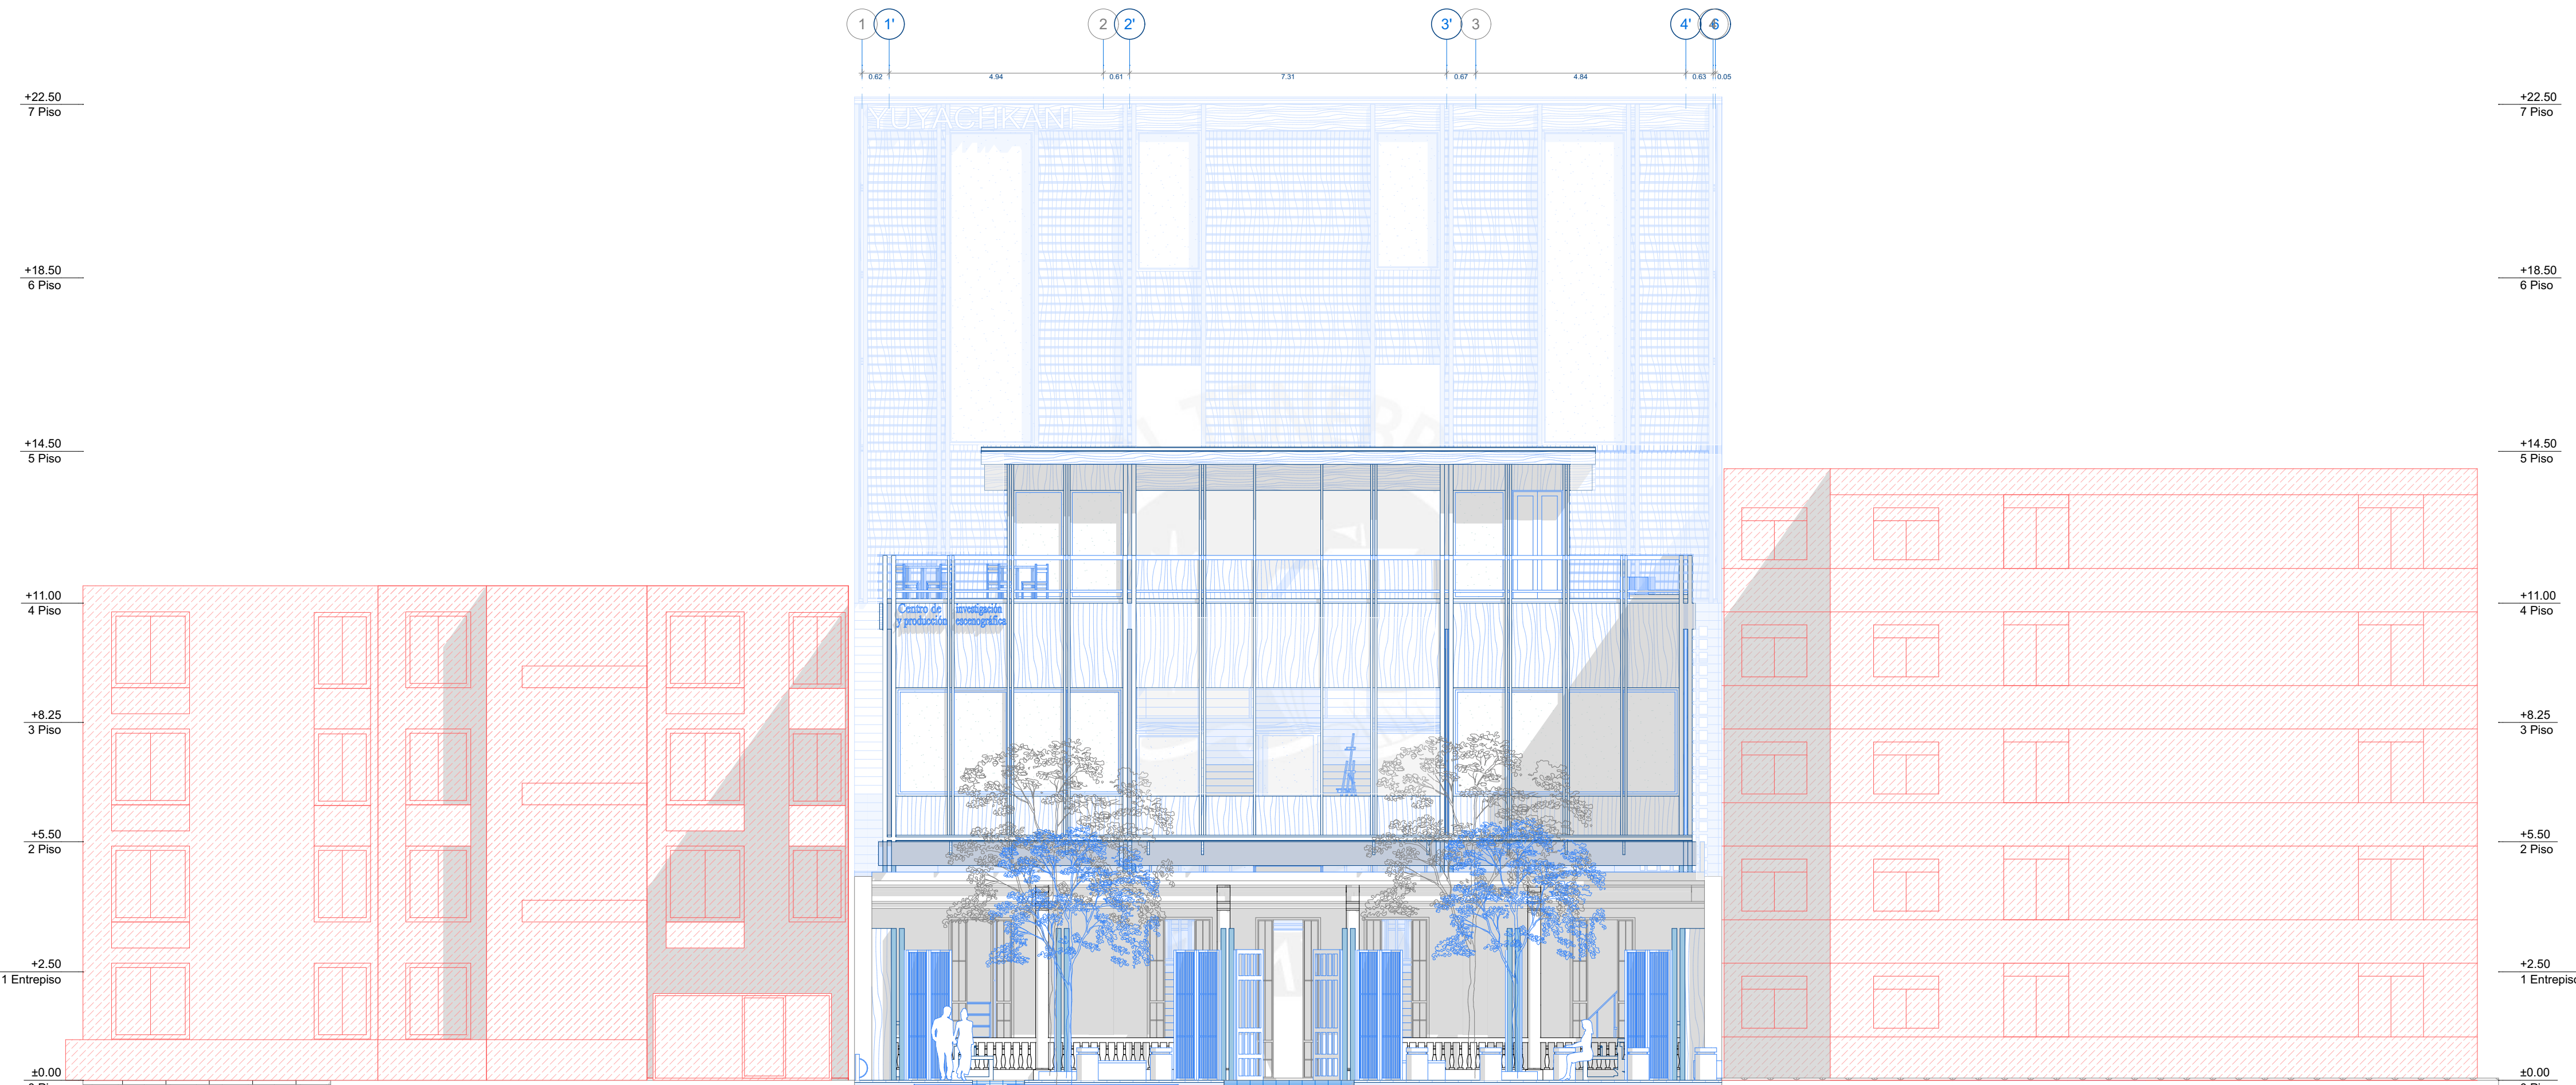 1 1' 2 2' 3' 3 4' 6
0.62 4.94 0.61 7.31 0.67 4.84 0.63 0.05
+22.50
7 Piso
+22.50
7 Piso
YUYACHKANI
+18.50
6 Piso
+18.50
6 Piso
+14.50
5 Piso
+14.50
5 Piso
+11.00
4 Piso
+11.00
4 Piso
Centro de investigación
y producción escenográfica
+8.25
3 Piso
+8.25
3 Piso
+5.50
2 Piso
+5.50
2 Piso
+2.50
1 Entrepiso
+2.50
1 Entrepiso
±0.00
±0.00